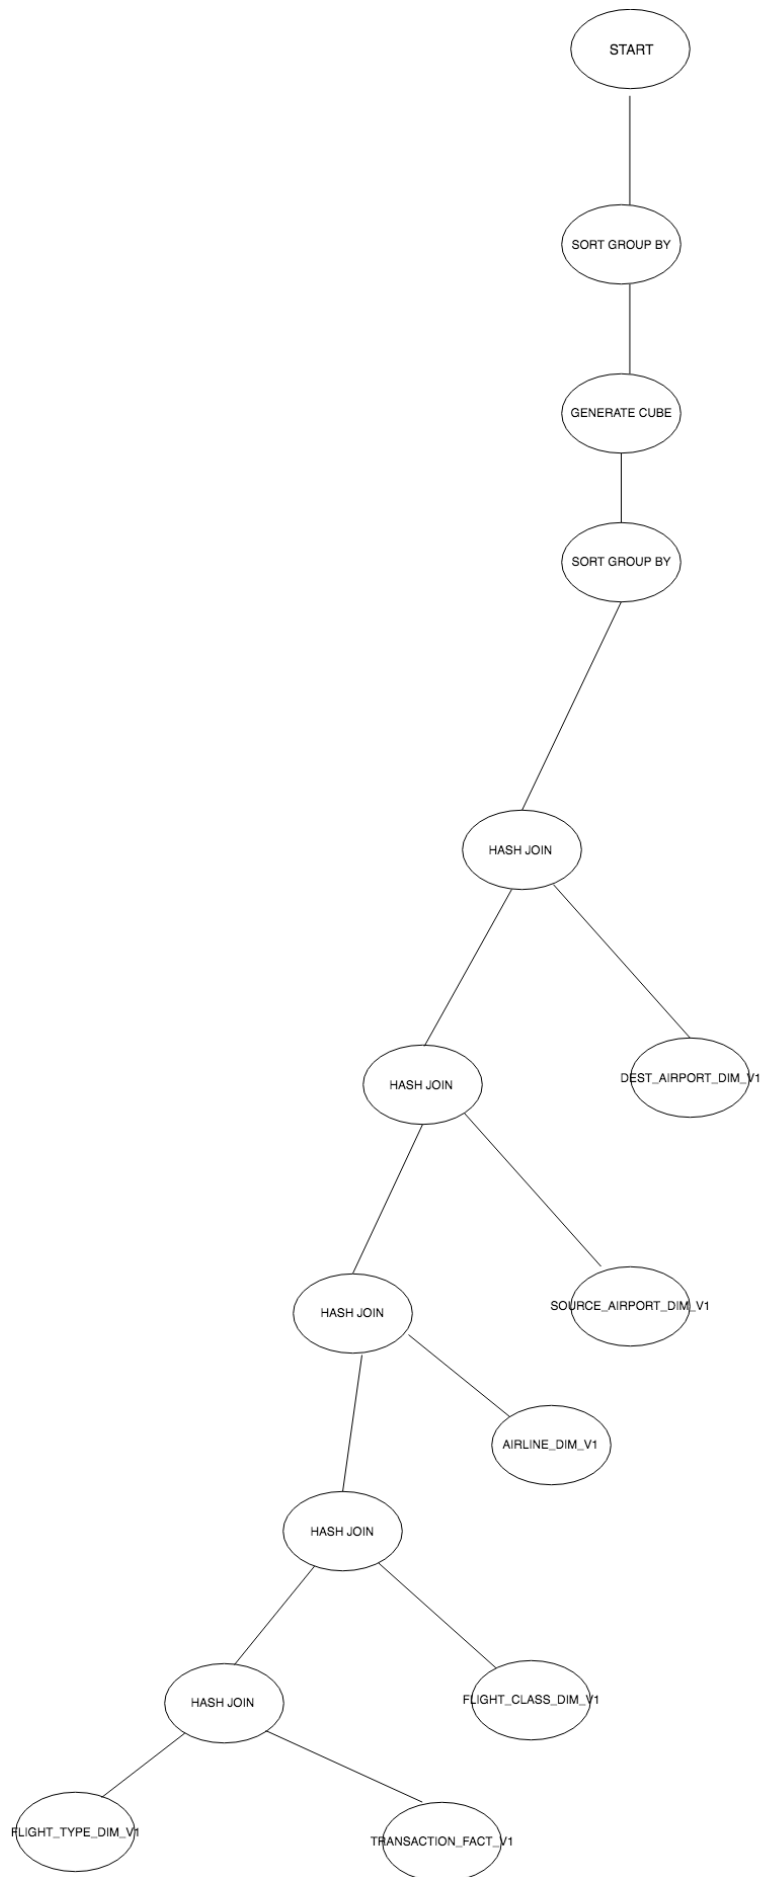 START
SORT GROUP BY
GENERATE CUBE
SORT GROUP BY
HASH JOIN
DEST_AIRPORT_DIM_V1
HASH JOIN
SOURCE_AIRPORT_DIM_V1
HASH JOIN
AIRLINE_DIM_V1
HASH JOIN
FLIGHT_CLASS_DIM_V1
HASH JOIN
FLIGHT_TYPE_DIM_V1
TRANSACTION_FACT_V1